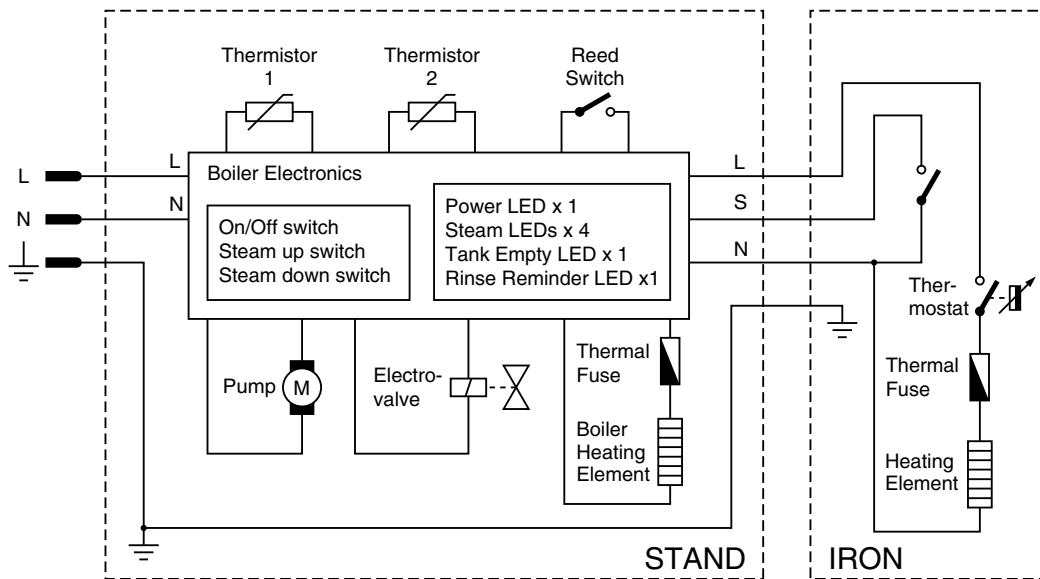 Thermistor
1
Thermistor
2
Reed
Switch
L
N
L
N
Boiler Electronics
On/Off switch
Steam up switch
Steam down switch
Power LED x 1
Steam LEDs x 4
Tank Empty LED x 1
Rinse Reminder LED x1
L
S
N
Pump
M
Electro-
valve
Thermal
Fuse
Boiler
Heating
Element
Ther-
mostat
Thermal
Fuse
Heating
Element
STAND
IRON